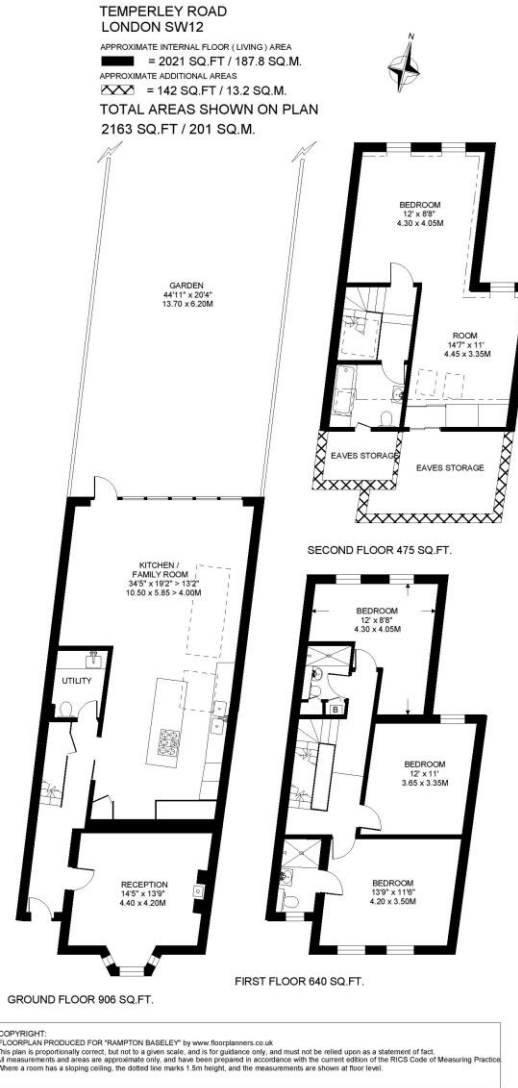 TEMPERLEY ROAD
LONDON SW12
APPROXIMATE INTERNAL FLOOR ( LIVING ) AREA
= 2021 SQ.FT / 187.8 SQ.M.
APPROXIMATE ADDITIONAL AREAS
= 142 SQ.FT / 13.2 SQ.M.
TOTAL AREAS SHOWN ON PLAN
2163 SQ.FT / 201 SQ.M.
N
GARDEN
44'11" x 20'4"
13.70 x 6.20M
BEDROOM
12' x 8'8"
4.30 x 4.05M
ROOM
14'7" x 11'
4.45 x 3.35M
EAVES STORAGE
EAVES STORAGE
SECOND FLOOR 475 SQ.FT.
KITCHEN /
FAMILY ROOM
34'5" x 19'2" > 13'2"
10.50 x 5.85 > 4.00M
UTILITY
RECEPTION
14'5" x 13'9"
4.40 x 4.20M
GROUND FLOOR 906 SQ.FT.
BEDROOM
12' x 8'8"
4.30 x 4.05M
B
BEDROOM
12' x 11'
3.65 x 3.35M
BEDROOM
13'9" x 11'6"
4.20 x 3.50M
FIRST FLOOR 640 SQ.FT.
COPYRIGHT:
FLOORPLAN PRODUCED FOR "RAMPTON BASELEY" by www.floorplanners.co.uk
This plan is proportionally correct, but not to a given scale, and is for guidance only, and must not be relied upon as a statement of fact.
All measurements and areas are approximate only, and have been prepared in accordance with the current edition of the RICS Code of Measuring Practice.
Where a room has a sloping ceiling, the dotted line marks 1.5m height, and the measurements are shown at floor level.